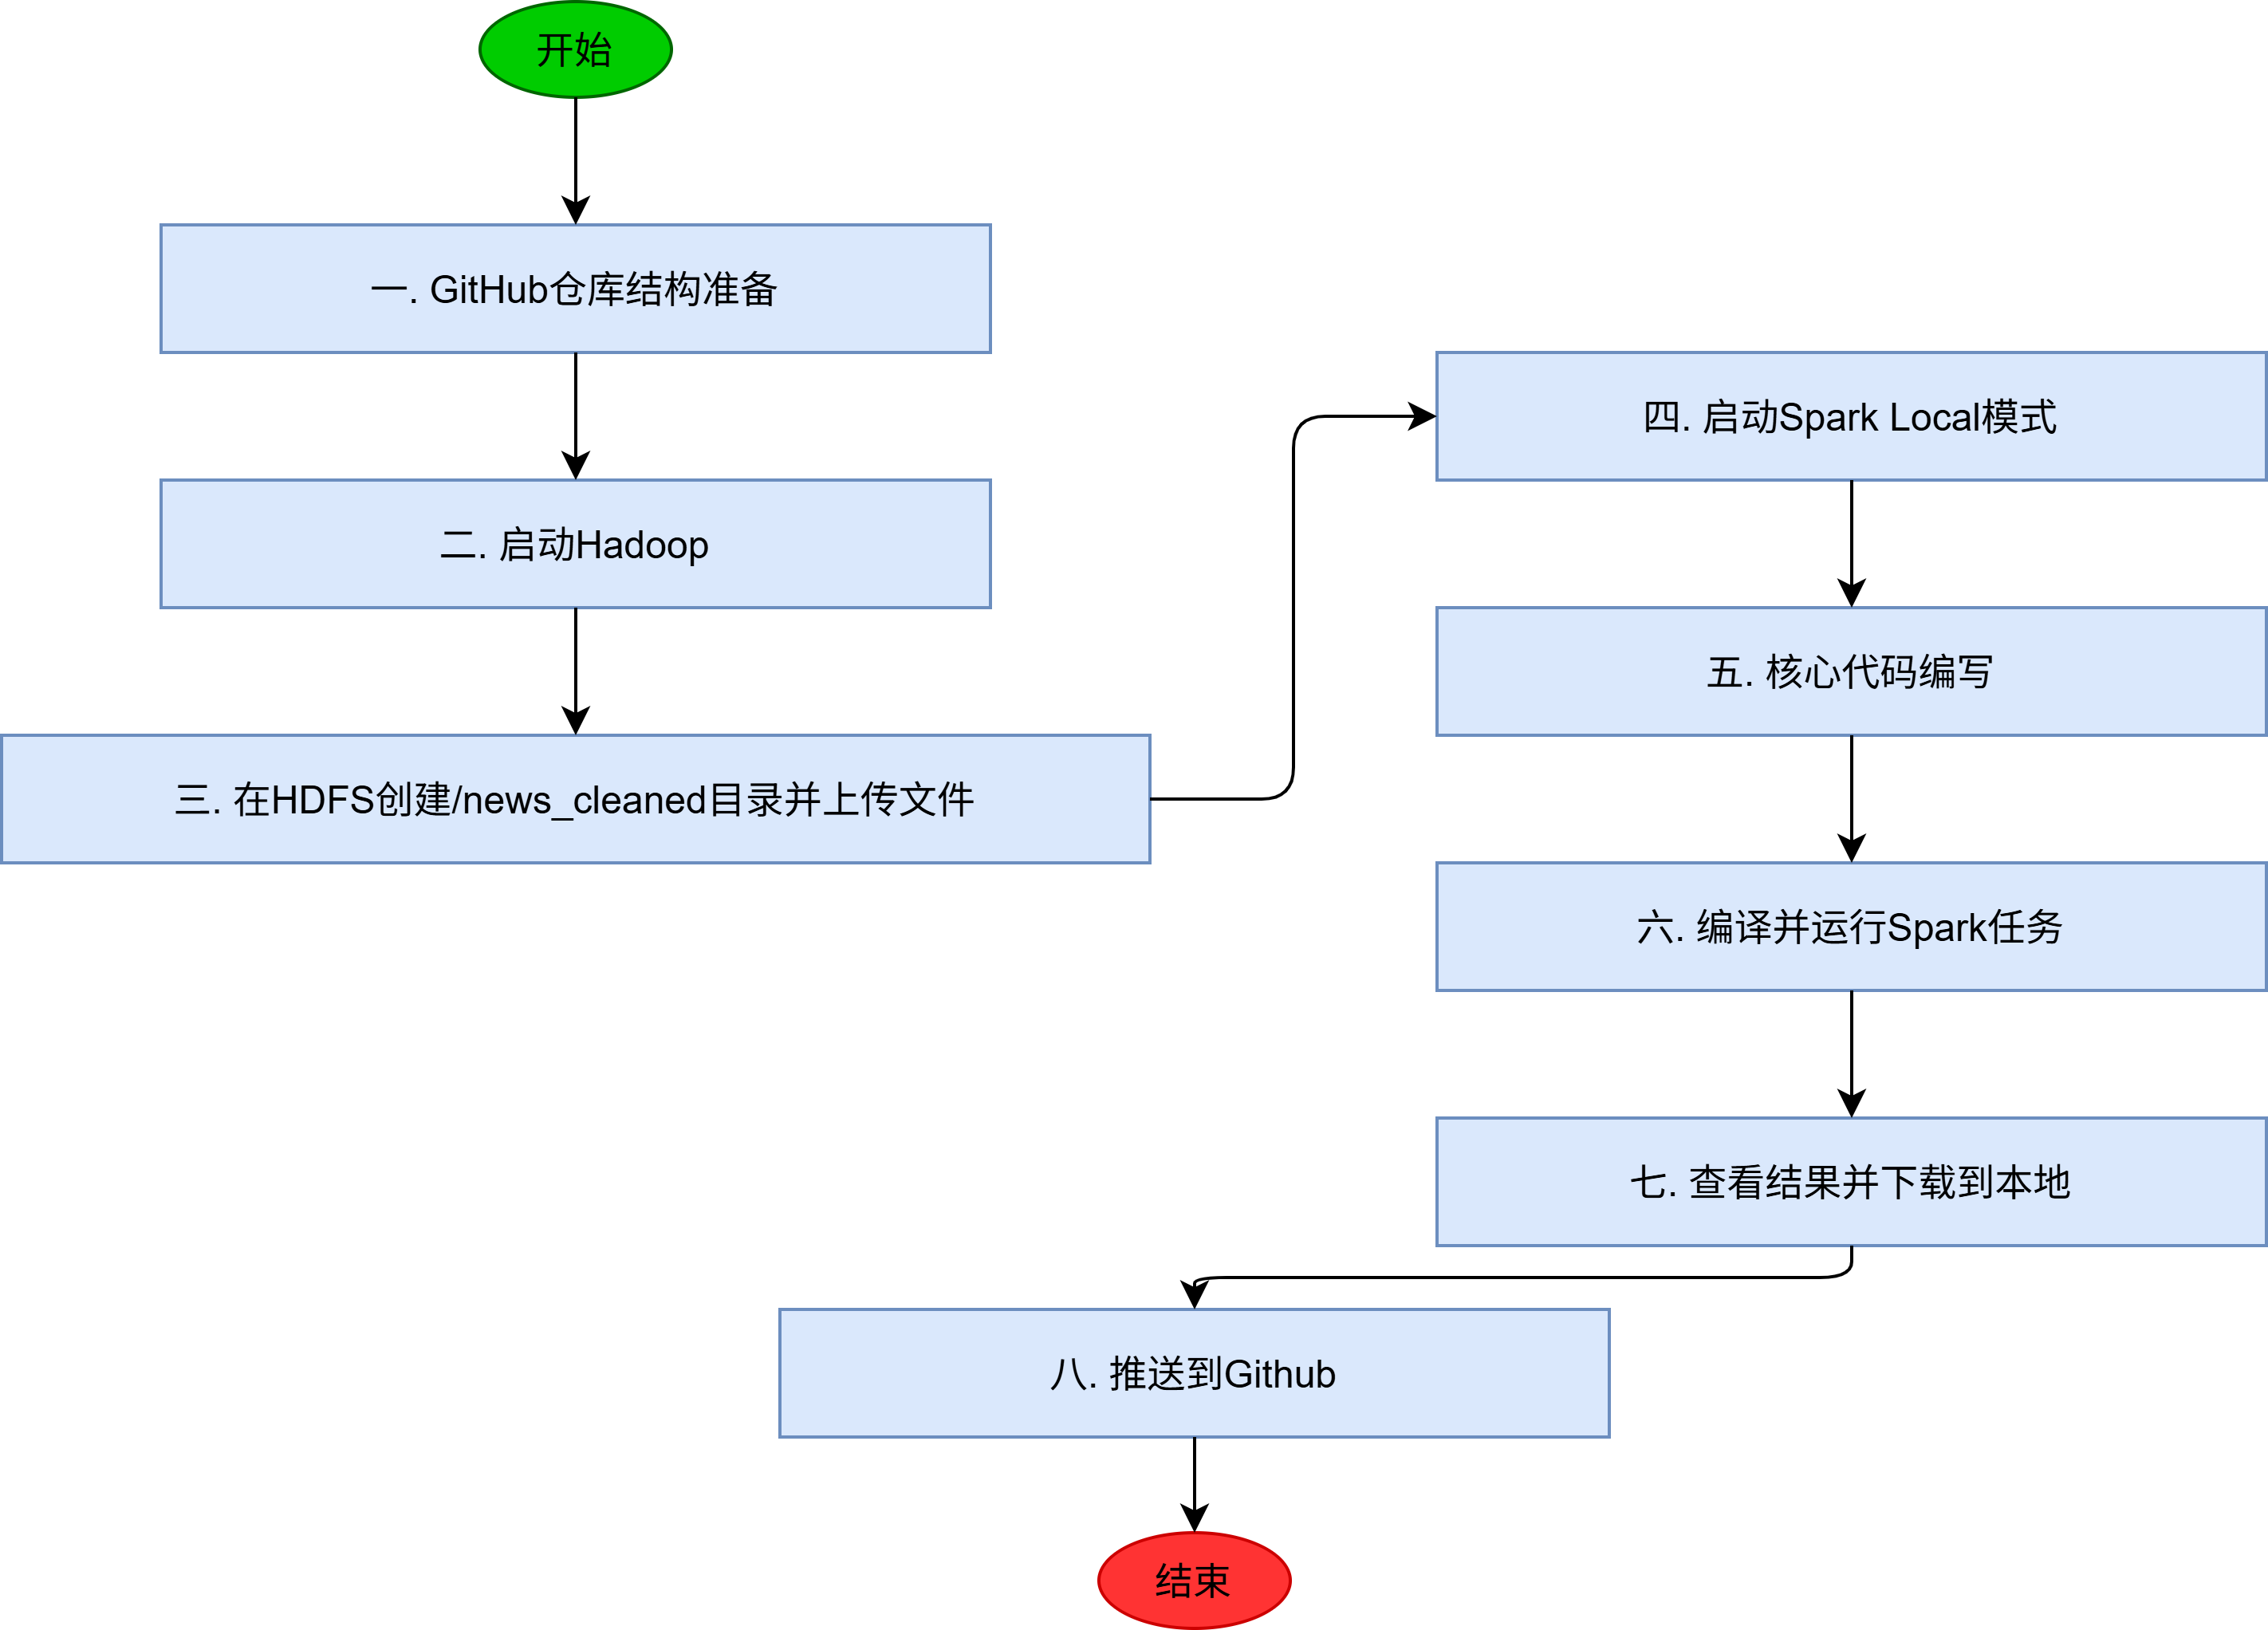 开始
一. GitHub仓库结构准备
二. 启动Hadoop
三. 在HDFS创建/news_cleaned目录并上传文件
四. 启动Spark Local模式
五. 核心代码编写
六. 编译并运行Spark任务
七. 查看结果并下载到本地
八. 推送到Github
结束